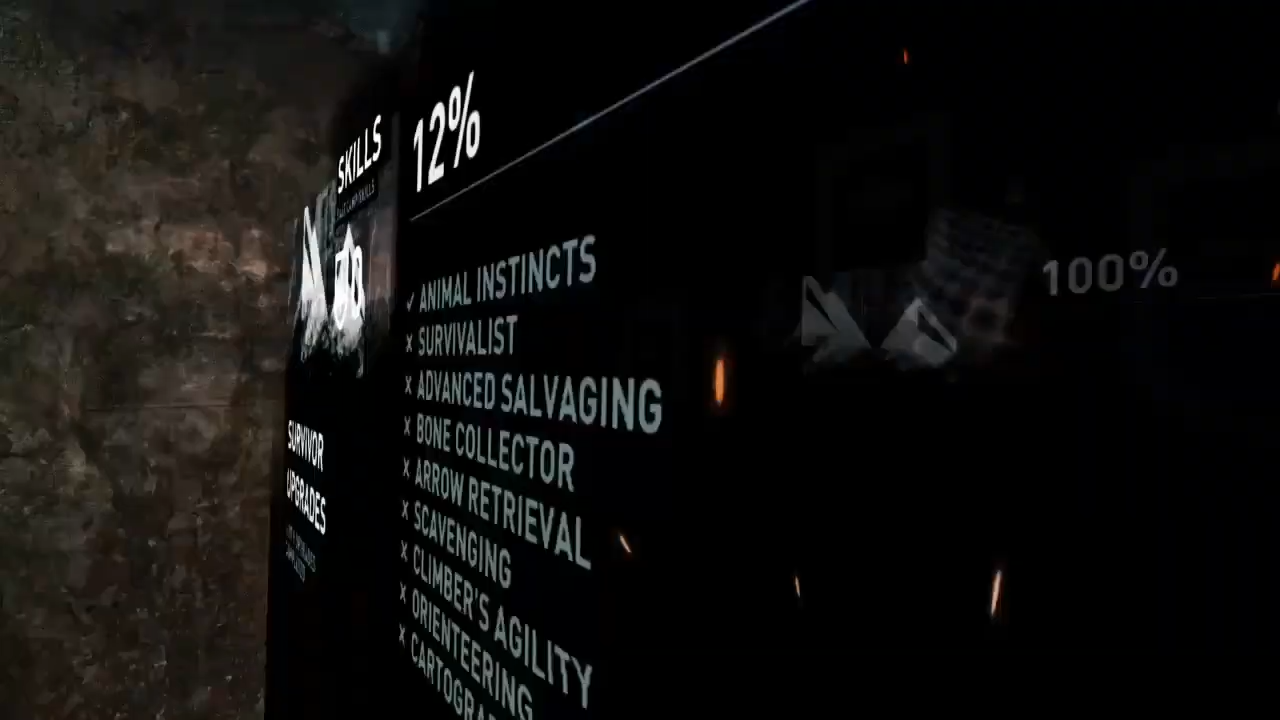 SKILLS
12%
100%
✓ ANIMAL INSTINCTS
× SURVIVALIST
× ADVANCED SALVAGING
× BONE COLLECTOR
× ARROW RETRIEVAL
× SCAVENGING
× CLIMBER'S AGILITY
× ORIENTEERING
×
SURVIVOR
UPGRADES